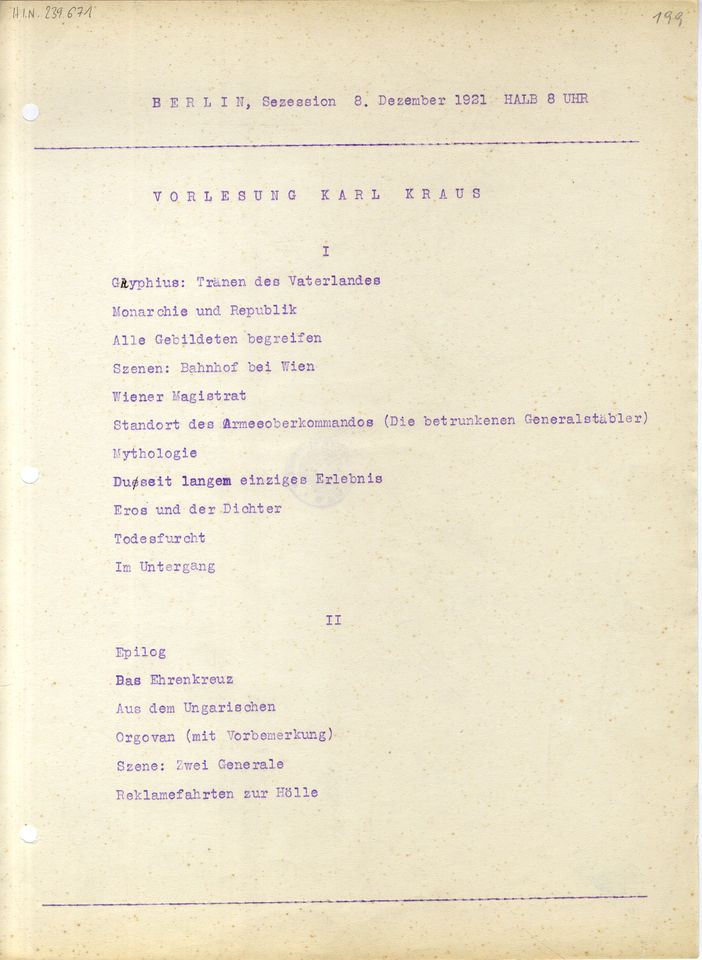 H.I.N. 239.671
199
B E R L I N, Sezession 8. Dezember 1921 HALB 8 UHR
V O R L E S U N G K A R L K R A U S
I
GRyphius: Tränen des Vaterlandes
Monarchie und Republik
Alle Gebildeten begreifen
Szenen: Bahnhof bei Wien
Wiener Magistrat
Standort des Armeeoberkommandos (Die betrunkenen Generalstäbler)
Mythologie
Du seit langem einziges Erlebnis
Eros und der Dichter
Todesfurcht
Im Untergang
II
Epilog
Das Ehrenkreuz
Aus dem Ungarischen
Orgovan (mit Vorbemerkung)
Szene: Zwei Generale
Reklamefahrten zur Hölle